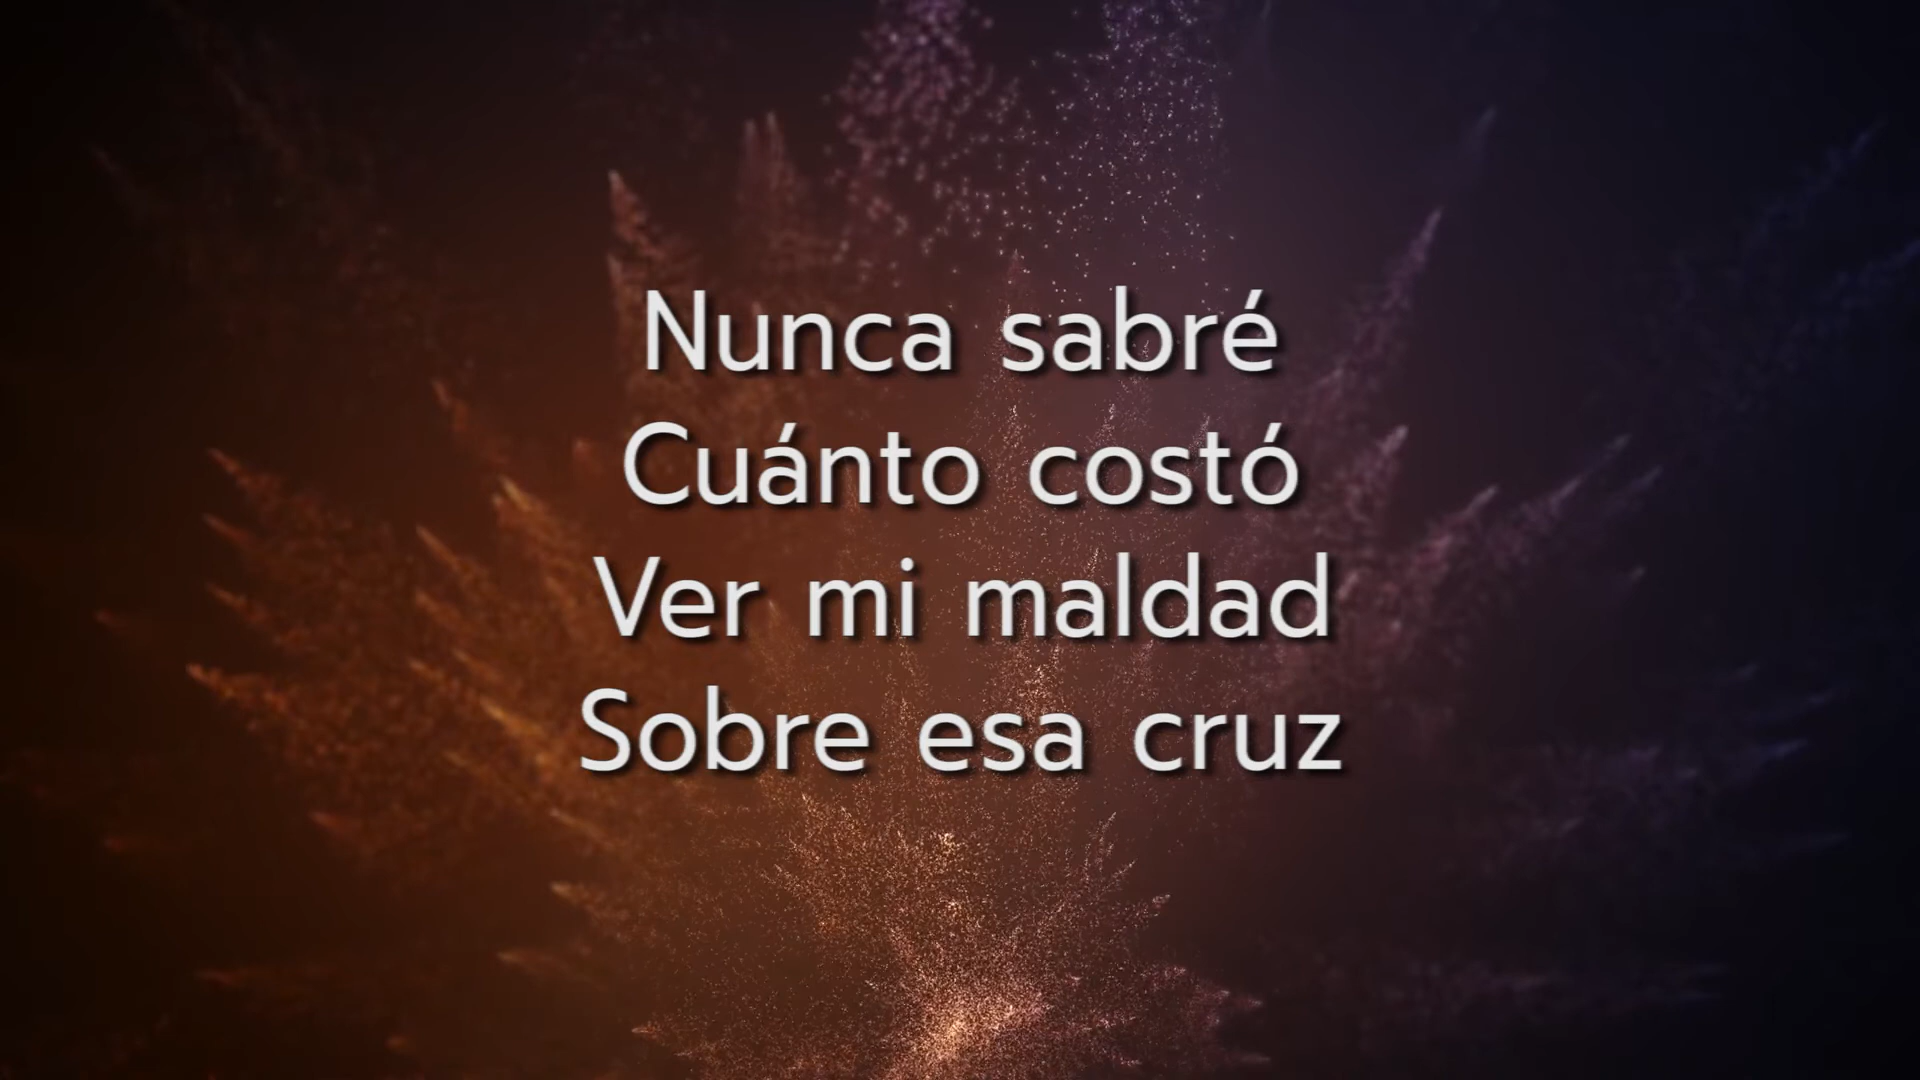 Nunca sabré
Cuánto costó
Ver mi maldad
Sobre esa cruz